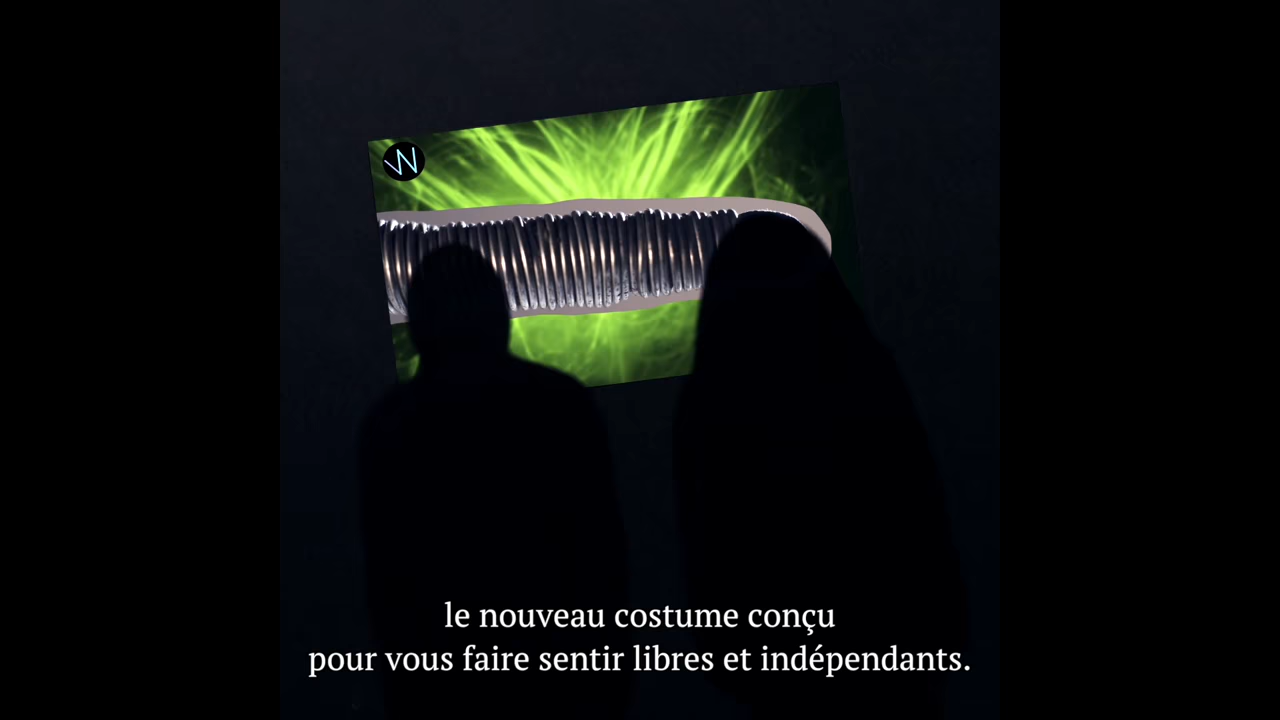 W
le nouveau costume conçu
pour vous faire sentir libres et indépendants.